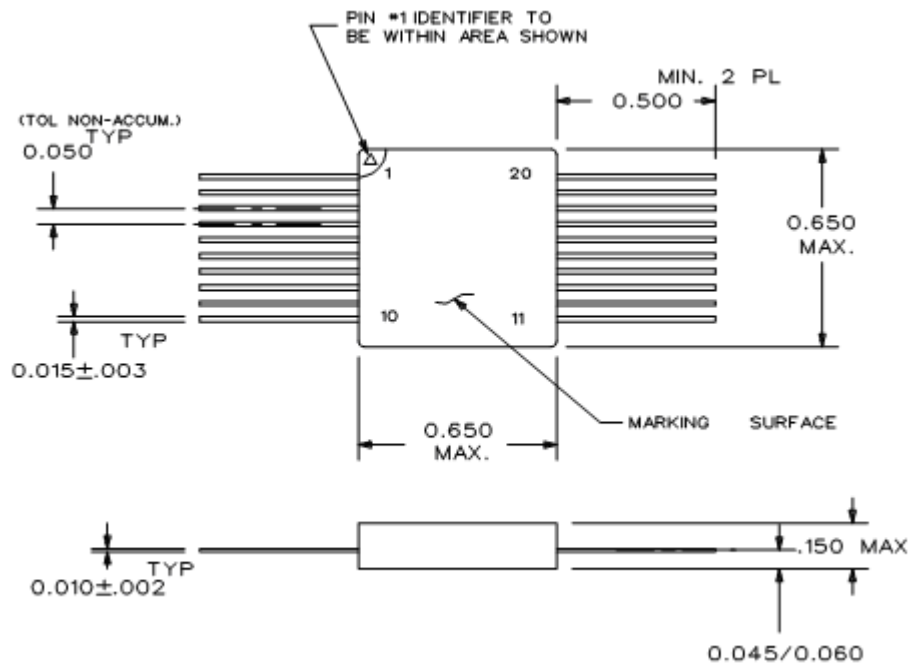 PIN #1 IDENTIFIER TO
BE WITHIN AREA SHOWN
MIN. 2 PL
0.500
(TOL NON-ACCUM.)
TYP
0.050
1
20
0.650
MAX.
10
11
TYP
0.015±.003
0.650
MAX.
MARKING SURFACE
.150 MAX
TYP
0.010±.002
0.045/0.060